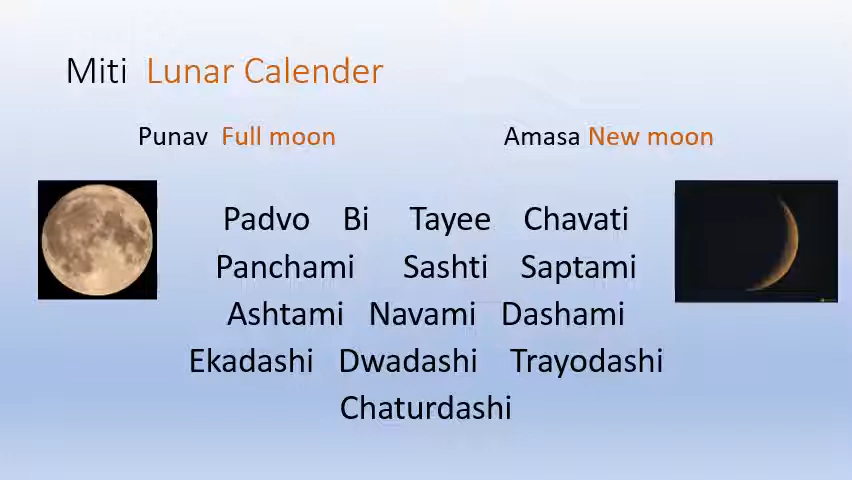 Miti Lunar Calender
Punav Full moon
Amasa New moon
Padvo Bi Tayee Chavati
Panchami Sashti Saptami
Ashtami Navami Dashami
Ekadashi Dwadashi Trayodashi
Chaturdashi